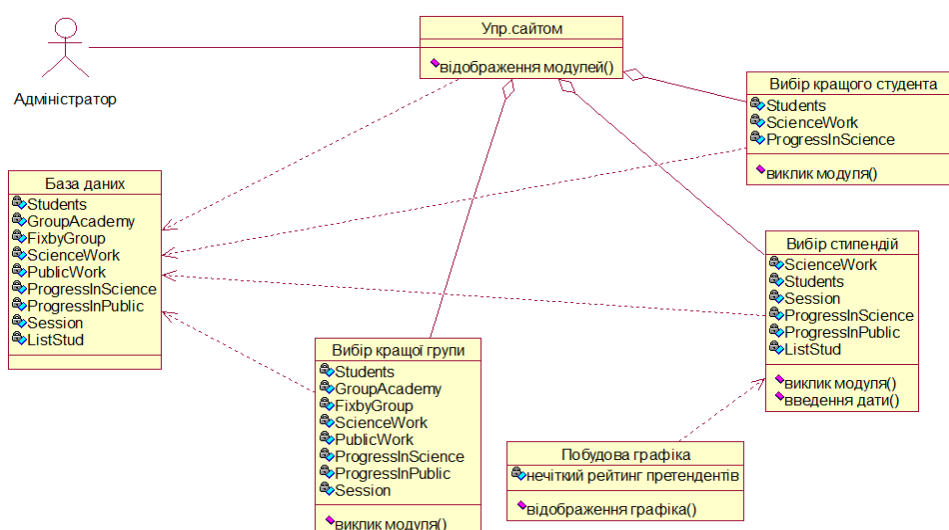 Адміністратор
Упр.сайтом
відображення модулей()
Вибір кращого студента
Students
ScienceWork
ProgressInScience
виклик модуля()
База даних
Students
GroupAcademy
FixbyGroup
ScienceWork
PublicWork
ProgressInScience
ProgressInPublic
Session
ListStud
Вибір стипендій
ScienceWork
Students
Session
ProgressInScience
ProgressInPublic
ListStud
виклик модуля()
введення дати()
Вибір кращої групи
Students
GroupAcademy
FixbyGroup
ScienceWork
PublicWork
ProgressInScience
ProgressInPublic
Session
виклик модуля()
Побудова графіка
нечіткий рейтинг претендентів
відображення графіка()